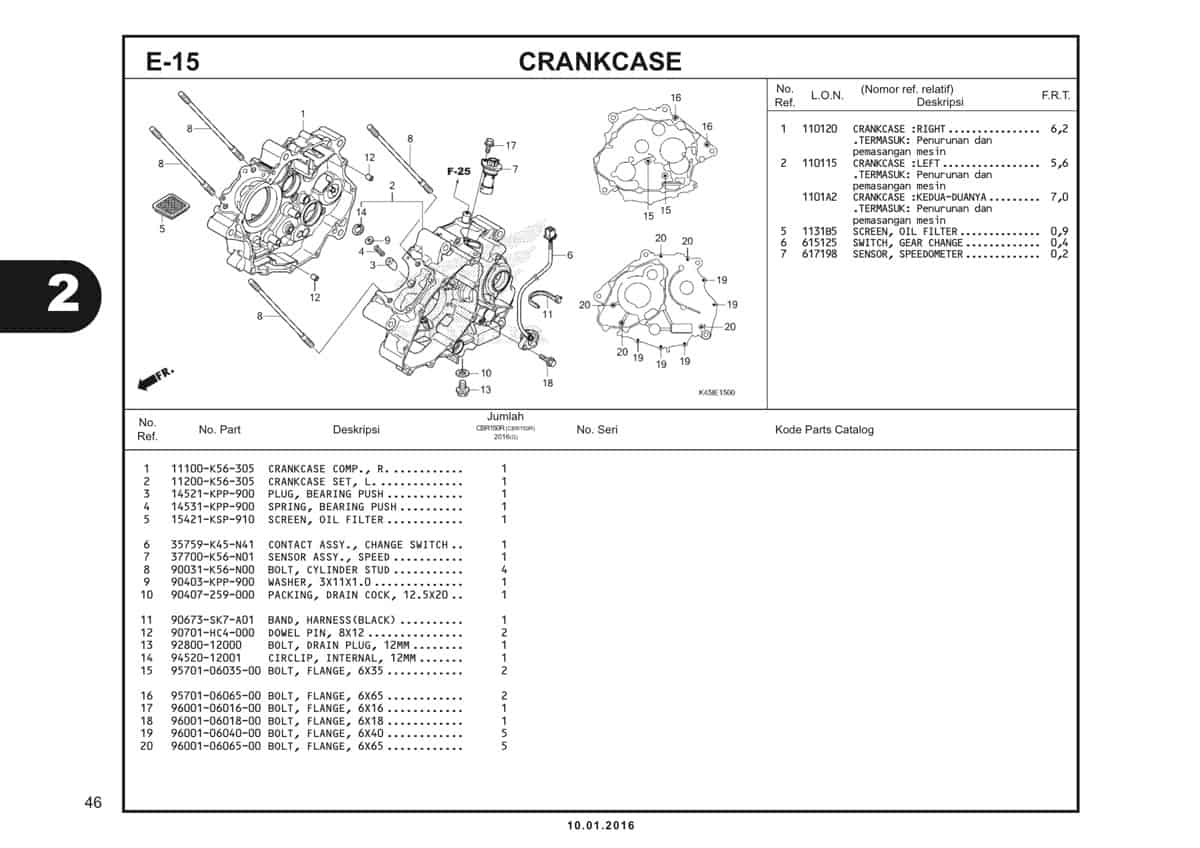 E-15
CRANKCASE
1
8
8
5
12
8
2
14
9
4
3
12
8
F-25
17
7
6
11
10
13
18
FR.
16
16
15
15
20
20
19
19
20
20
20
19
19
19
K45IE1500
No. Ref. L.O.N. (Nomor ref. relatif) Deskripsi F.R.T.
1 110120 CRANKCASE :RIGHT................ 6,2
.TERMASUK: Penurunan dan
pemasangan mesin
2 110115 CRANKCASE :LEFT................. 5,6
.TERMASUK: Penurunan dan
pemasangan mesin
1101A2 CRANKCASE :KEDUA-DUANYA......... 7,0
.TERMASUK: Penurunan dan
pemasangan mesin
5 1131B5 SCREEN, OIL FILTER.............. 0,9
6 615125 SWITCH, GEAR CHANGE............. 0,4
7 617198 SENSOR, SPEEDOMETER............. 0,2
2
No. Ref. No. Part Deskripsi Jumlah CBR150R (CBR150R) 2016(G) No. Seri Kode Parts Catalog
1 11100-K56-305 CRANKCASE COMP., R............. 1
2 11200-K56-305 CRANKCASE SET, L.............. 1
3 14521-KPP-900 PLUG, BEARING PUSH............ 1
4 14531-KPP-900 SPRING, BEARING PUSH.......... 1
5 15421-KSP-910 SCREEN, OIL FILTER............ 1
6 35759-K45-N41 CONTACT ASSY., CHANGE SWITCH.. 1
7 37700-K56-N01 SENSOR ASSY., SPEED........... 1
8 90031-K56-N00 BOLT, CYLINDER STUD........... 4
9 90403-KPP-900 WASHER, 3X11X1.0.............. 1
10 90407-259-000 PACKING, DRAIN COCK, 12.5X20.. 1
11 90673-SK7-A01 BAND, HARNESS(BLACK).......... 1
12 90701-HC4-000 DOWEL PIN, 8X12............... 2
13 92800-12000 BOLT, DRAIN PLUG, 12MM........ 1
14 94520-12001 CIRCLIP, INTERNAL, 12MM....... 1
15 95701-06035-00 BOLT, FLANGE, 6X35............ 2
16 95701-06065-00 BOLT, FLANGE, 6X65............ 2
17 96001-06016-00 BOLT, FLANGE, 6X16............ 1
18 96001-06018-00 BOLT, FLANGE, 6X18............ 1
19 96001-06040-00 BOLT, FLANGE, 6X40............ 5
20 96001-06065-00 BOLT, FLANGE, 6X65............ 5
46
10.01.2016